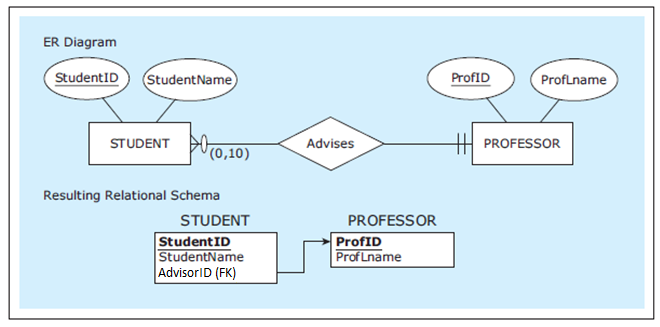 ER Diagram
StudentID
StudentName
ProfID
ProfLname
STUDENT
(0,10)
Advises
PROFESSOR
Resulting Relational Schema
STUDENT
PROFESSOR
StudentID
StudentName
AdvisorID (FK)
ProfID
ProfLname